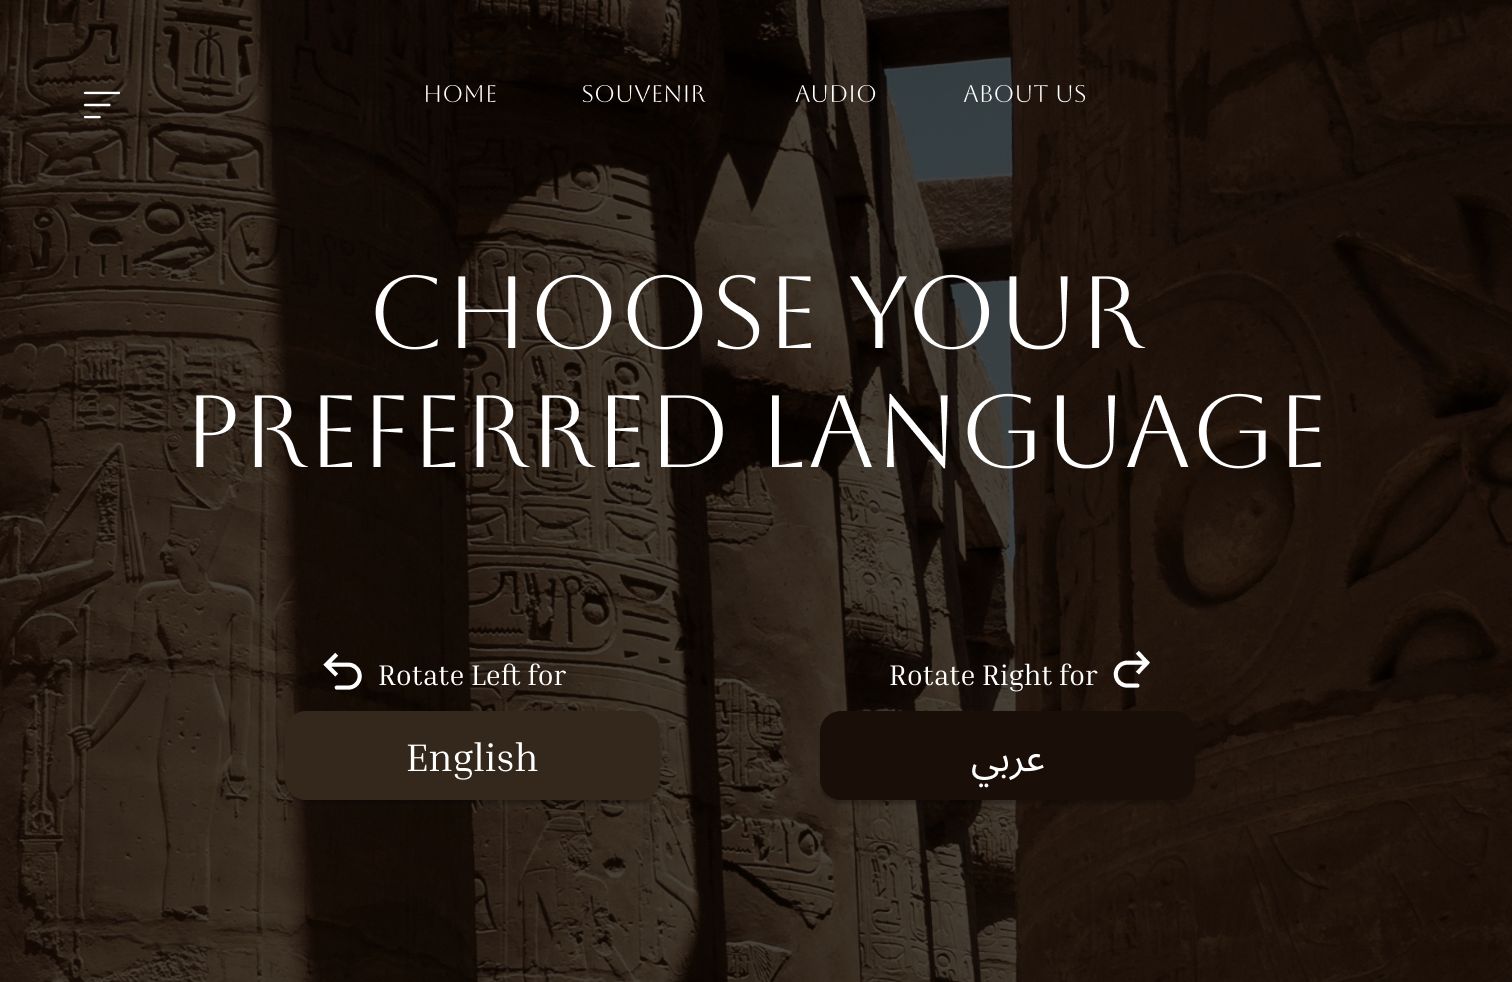 HOME SOUVENIR AUDIO ABOUT US
CHOOSE YOUR
PREFERRED LANGUAGE
Rotate Left for
English
Rotate Right for
عربي